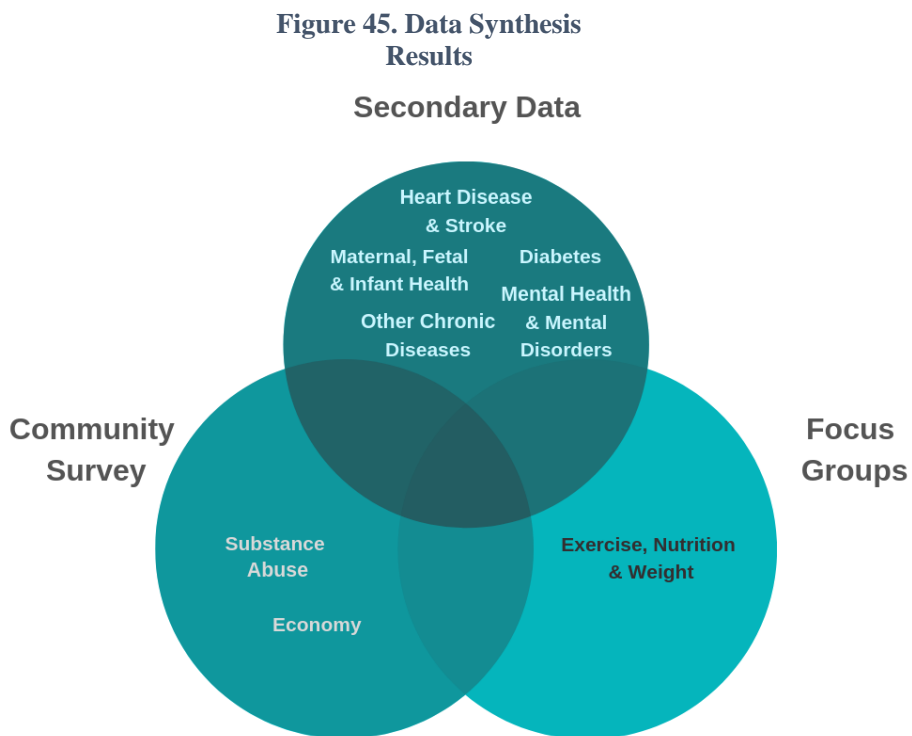 Figure 45. Data Synthesis
Results
Secondary Data
Heart Disease
& Stroke
Maternal, Fetal
& Infant Health
Diabetes
Mental Health
& Mental
Disorders
Other Chronic
Diseases
Community
Survey
Focus
Groups
Substance
Abuse
Economy
Exercise, Nutrition
& Weight